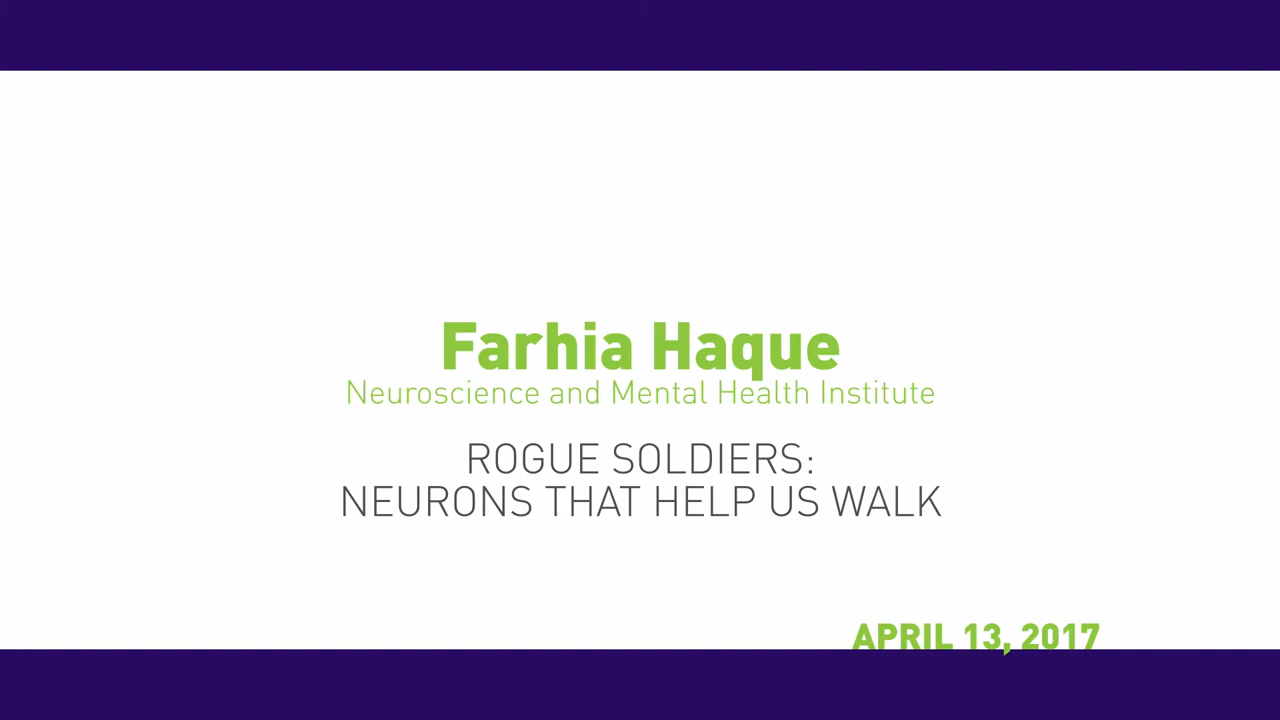 Farhia Haque
Neuroscience and Mental Health Institute
ROGUE SOLDIERS:
NEURONS THAT HELP US WALK
APRIL 13, 2017